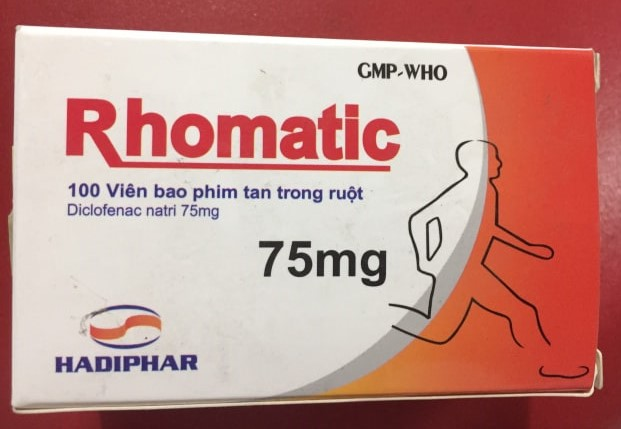 GMP-WHO
Rhomatic
100 Viên bao phim tan trong ruột
Diclofenac natri 75mg
75mg
HADIPHAR